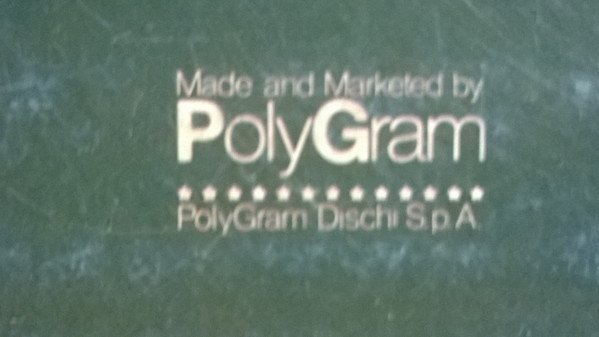 Made and Marketed by
PolyGram
PolyGram Dischi S.p.A.